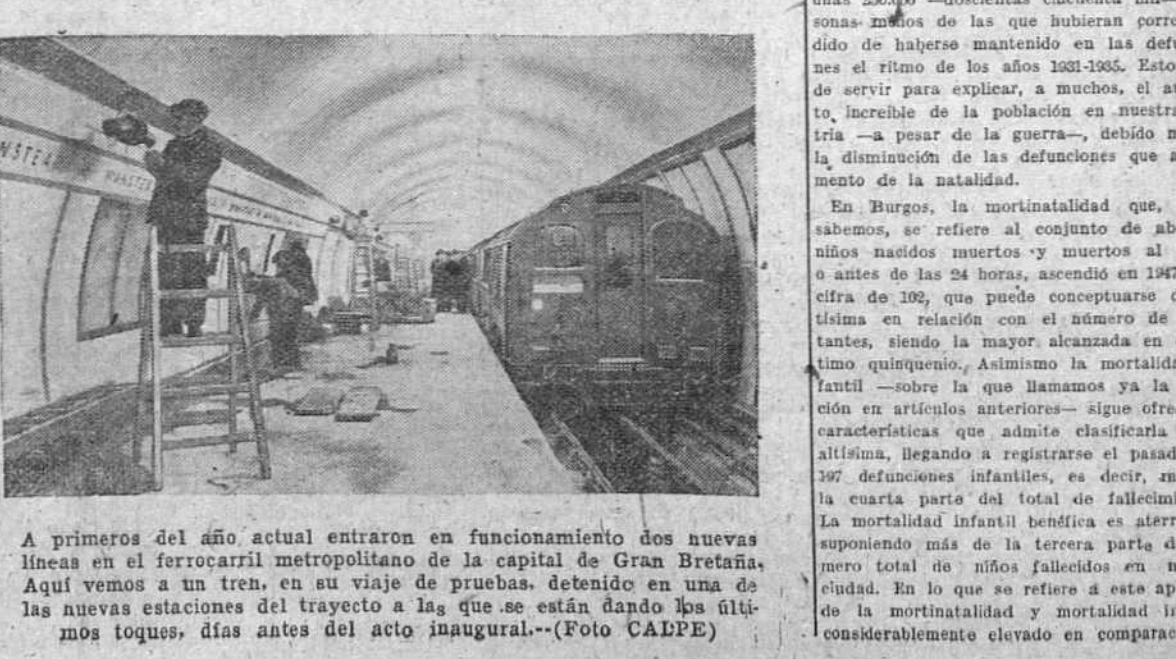 NSTEA
A primeros del año actual entraron en funcionamiento dos nuevas
líneas en el ferrocarril metropolitano de la capital de Gran Bretaña.
Aquí vemos a un tren, en su viaje de pruebas, detenido en una de
las nuevas estaciones del trayecto a las que se están dando los últi-
mos toques, días antes del acto inaugural.--(Foto CALPE)
sonas- menos de las que hubieran corre
dido de haberse mantenido en las defu
nes el ritmo de los años 1931-1935. Esto
de servir para explicar, a muchos, el a
to increíble de la población en nuestra
tria —a pesar de la guerra—, debido m
la disminución de las defunciones que a
mento de la natalidad.
En Burgos, la mortinatalidad que,
sabemos, se refiere al conjunto de ab
niños nacidos muertos y muertos al
o antes de las 24 horas, ascendió en 1947
cifra de 102, que puede conceptuarse
tísima en relación con el número de
tantes, siendo la mayor alcanzada en
timo quinquenio. Asimismo la mortalida
fantil —sobre la que llamamos ya la
ción en artículos anteriores— sigue ofre
características que admite clasificarla
altísima, llegando a registrarse el pasad
197 defunciones infantiles, es decir, m
la cuarta parte del total de fallecimi
La mortalidad infantil benéfica es aterr
suponiendo más de la tercera parte d
mero total de niños fallecidos en n
ciudad. En lo que se refiere a este ap
de la mortinatalidad y mortalidad in
considerablemente elevado en comparac